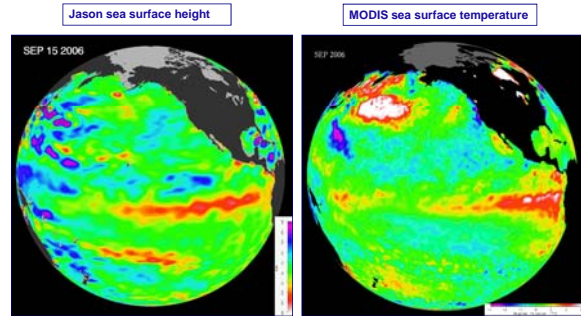 Jason sea surface height
MODIS sea surface temperature
SEP 15 2006
SEP 2006